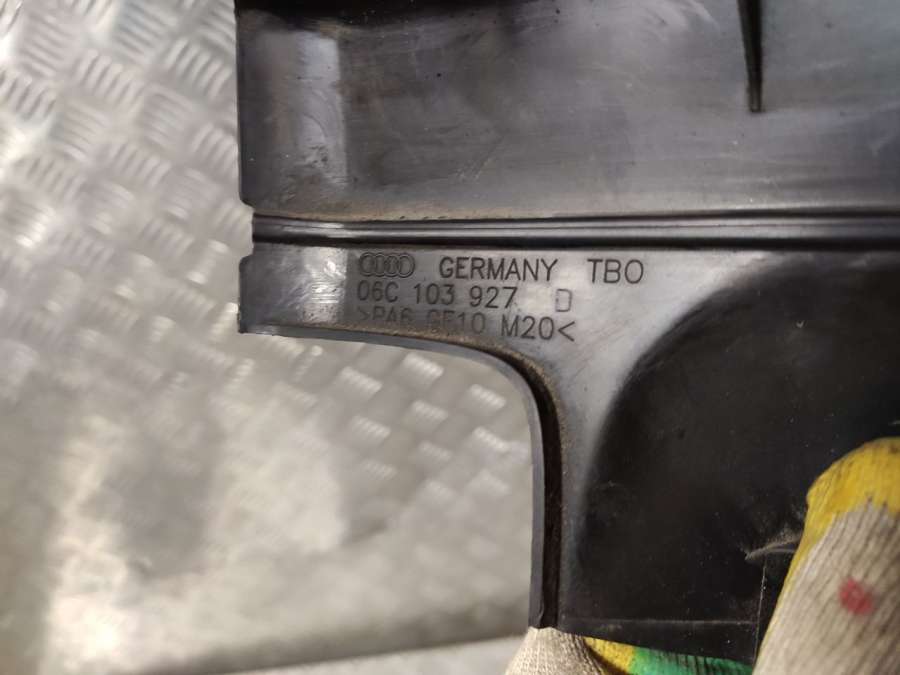 GERMANY TBO
06C 103 927 D
>PA6 GF10 M20<